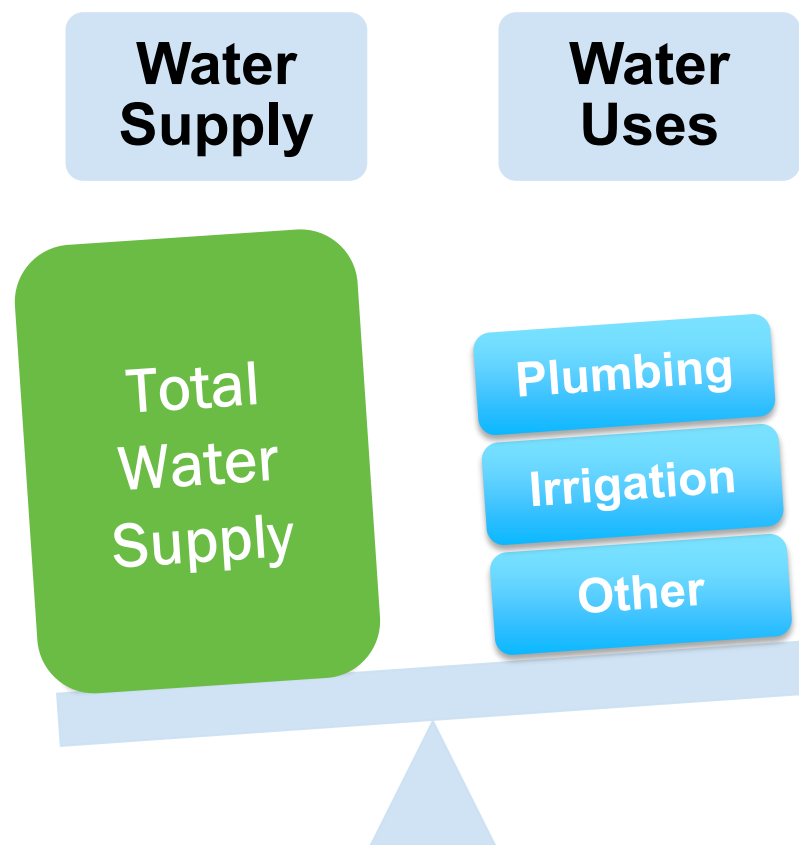 Water
Supply
Water
Uses
Total
Water
Supply
Plumbing
Irrigation
Other